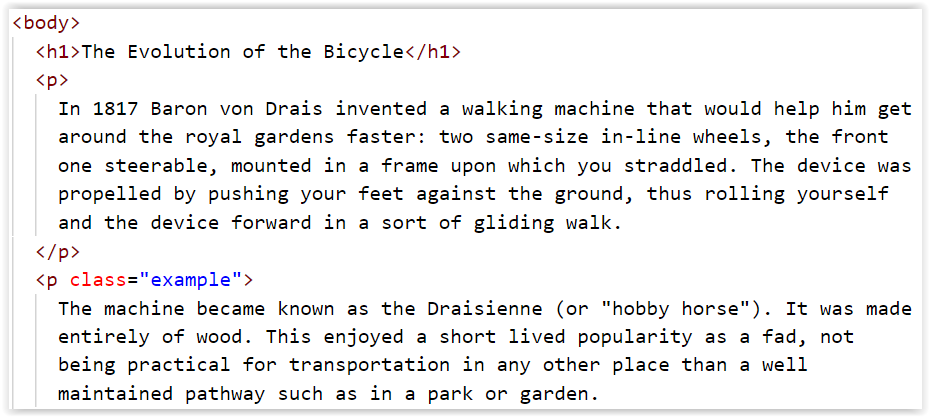 <body>
<h1>The Evolution of the Bicycle</h1>
<p>
In 1817 Baron von Drais invented a walking machine that would help him get
around the royal gardens faster: two same-size in-line wheels, the front
one steerable, mounted in a frame upon which you straddled. The device was
propelled by pushing your feet against the ground, thus rolling yourself
and the device forward in a sort of gliding walk.
</p>
<p class="example">
The machine became known as the Draisienne (or "hobby horse"). It was made
entirely of wood. This enjoyed a short lived popularity as a fad, not
being practical for transportation in any other place than a well
maintained pathway such as in a park or garden.